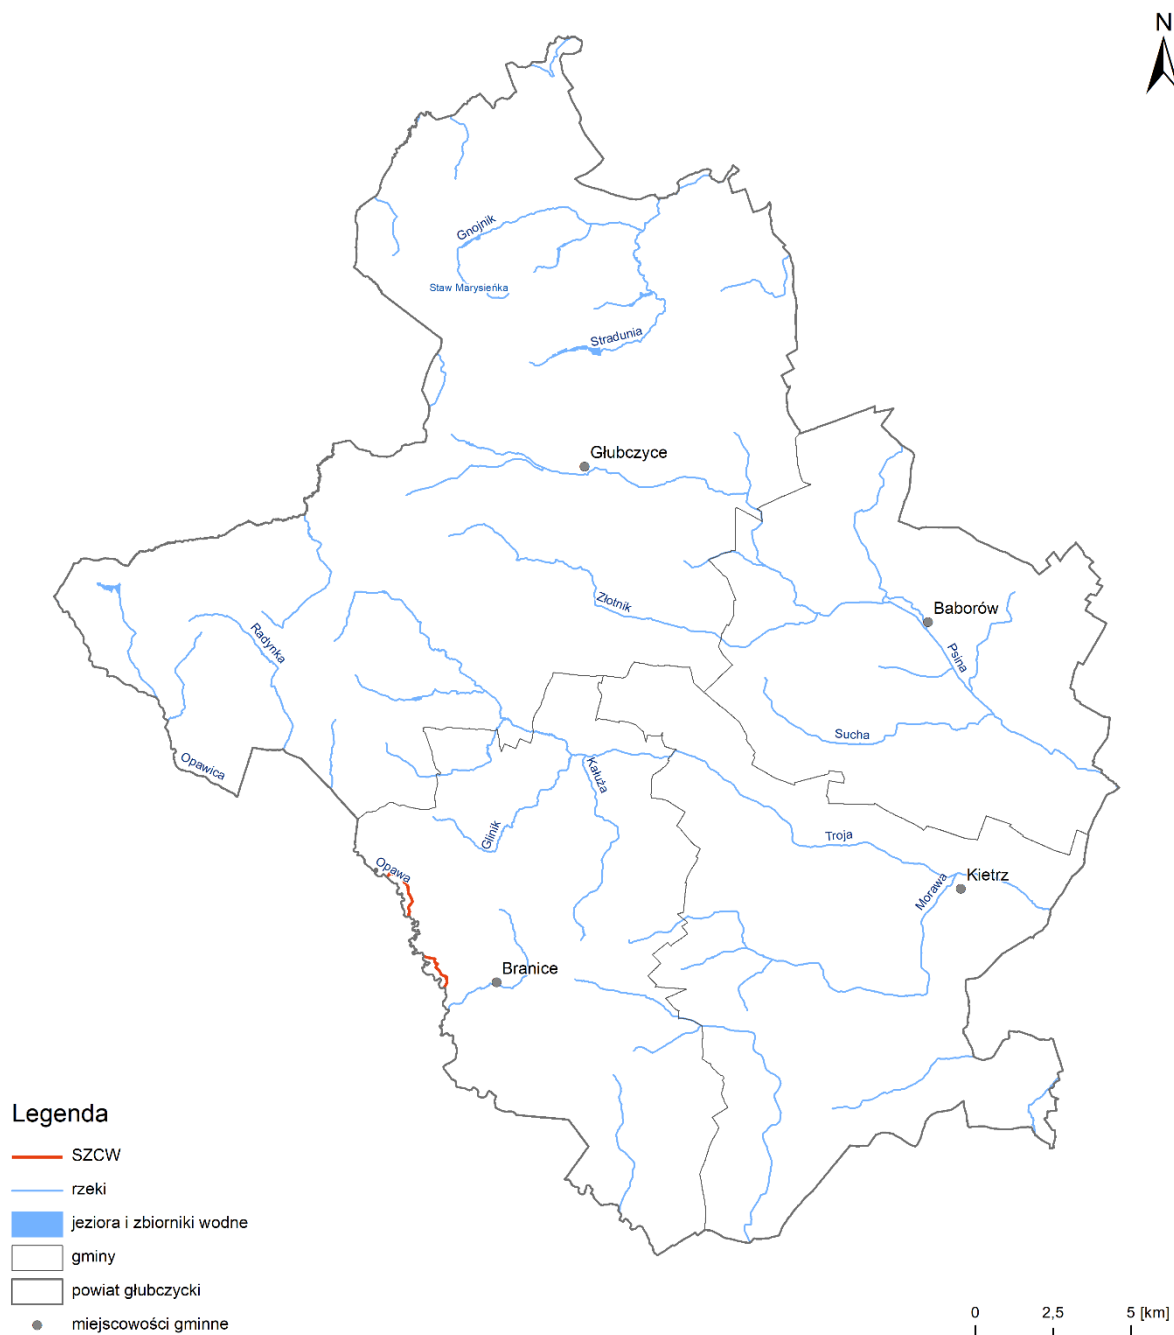 N
Gnojnik
Staw Marysieńka
Stradunia
Głubczyce
Złotnik
Baborów
Radynka
Psina
Sucha
Opawica
Kałuża
Glinik
Troja
Opawa
Kietrz
Morawa
Branice
Legenda
SZCW
rzeki
jeziora i zbiorniki wodne
gminy
powiat głubczycki
miejscowości gminne
0 2,5 5 [km]